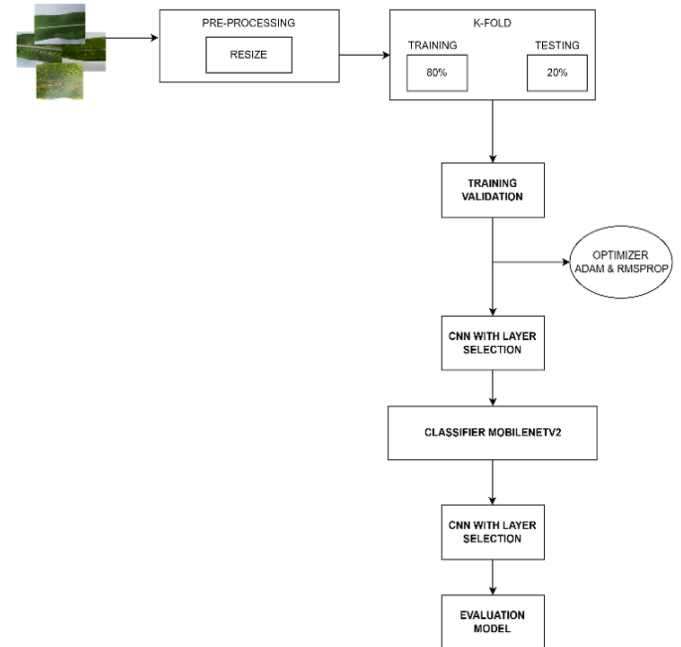 PRE-PROCESSING
RESIZE
K-FOLD
TRAINING
TESTING
80%
20%
TRAINING
VALIDATION
OPTIMIZER
ADAM & RMSPROP
CNN WITH LAYER
SELECTION
CLASSIFIER MOBILENETV2
CNN WITH LAYER
SELECTION
EVALUATION
MODEL